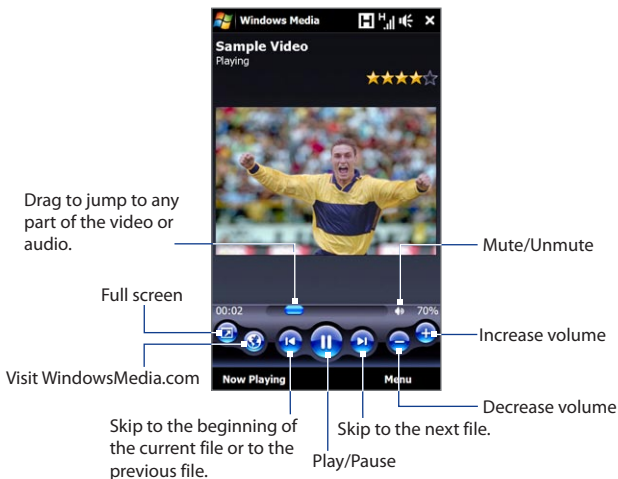 Windows Media
H
Sample Video
Playing
Drag to jump to any
part of the video or
audio.
Mute/Unmute
Full screen
00:02
70%
Increase volume
Visit WindowsMedia.com
Now Playing
Menu
Decrease volume
Skip to the beginning of
the current file or to the
previous file.
Skip to the next file.
Play/Pause